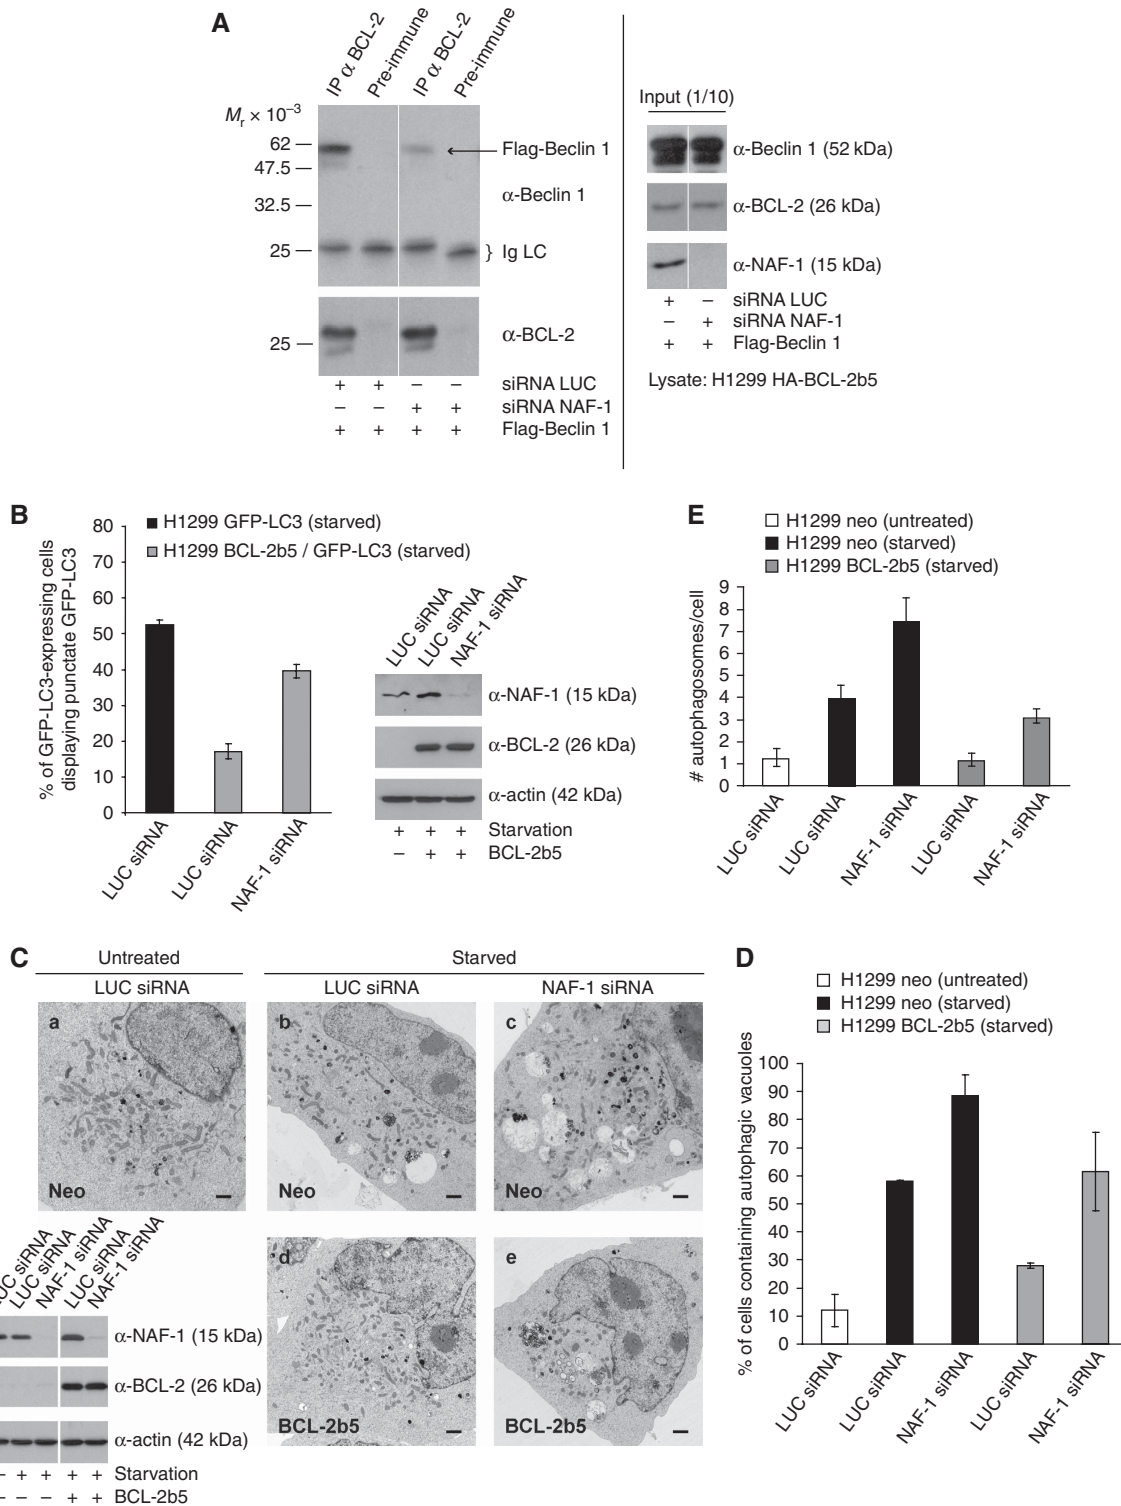 A
IP α BCL-2
Pre-immune
IP α BCL-2
Pre-immune
Mr × 10–3
62
47.5
32.5
25
Flag-Beclin 1
α-Beclin 1
} Ig LC
25
α-BCL-2
+ + – – siRNA LUC
– – + + siRNA NAF-1
+ + + + Flag-Beclin 1
Input (1/10)
α-Beclin 1 (52 kDa)
α-BCL-2 (26 kDa)
α-NAF-1 (15 kDa)
+ – siRNA LUC
– + siRNA NAF-1
+ + Flag-Beclin 1
Lysate: H1299 HA-BCL-2b5
B
H1299 GFP-LC3 (starved)
H1299 BCL-2b5 / GFP-LC3 (starved)
% of GFP-LC3-expressing cells
displaying punctate GFP-LC3
80
70
60
50
40
30
20
10
0
LUC siRNA
LUC siRNA
NAF-1 siRNA
LUC siRNA
LUC siRNA
NAF-1 siRNA
α-NAF-1 (15 kDa)
α-BCL-2 (26 kDa)
α-actin (42 kDa)
+ + + Starvation
– + + BCL-2b5
E
H1299 neo (untreated)
H1299 neo (starved)
H1299 BCL-2b5 (starved)
# autophagosomes/cell
9
8
7
6
5
4
3
2
1
0
LUC siRNA
LUC siRNA
NAF-1 siRNA
LUC siRNA
NAF-1 siRNA
C
Untreated
Starved
LUC siRNA
LUC siRNA
NAF-1 siRNA
a
Neo
b
Neo
c
Neo
d
BCL-2b5
e
BCL-2b5
LUC siRNA
LUC siRNA
NAF-1 siRNA
LUC siRNA
NAF-1 siRNA
α-NAF-1 (15 kDa)
α-BCL-2 (26 kDa)
α-actin (42 kDa)
– + + + + Starvation
– – – + + BCL-2b5
D
H1299 neo (untreated)
H1299 neo (starved)
H1299 BCL-2b5 (starved)
% of cells containing autophagic vacuoles
100
90
80
70
60
50
40
30
20
10
0
LUC siRNA
LUC siRNA
NAF-1 siRNA
LUC siRNA
NAF-1 siRNA